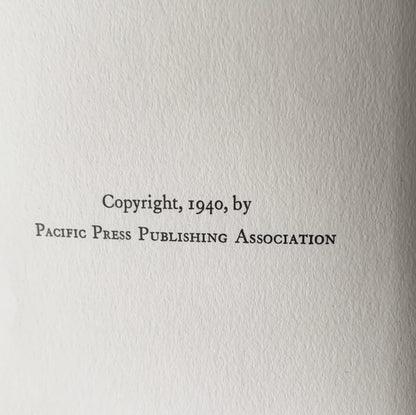 Copyright, 1940, by
Pacific Press Publishing Association